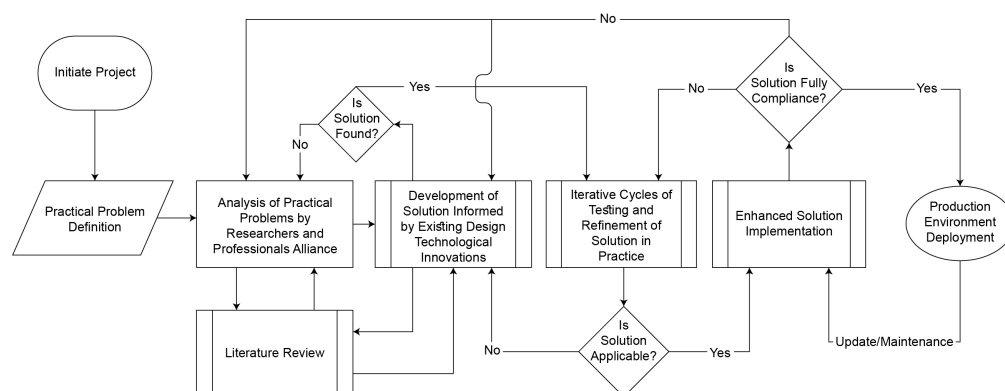 No
Initiate Project
Is
Solution Fully
Compliance?
Is
Solution
Found?
Yes
No
Yes
No
Practical Problem
Definition
Analysis of Practical
Problems by
Researchers and
Professionals Alliance
Development of
Solution Informed
by Existing Design
Technological
Innovations
Iterative Cycles of
Testing and
Refinement of
Solution in
Practice
Enhanced Solution
Implementation
Production
Environment
Deployment
Literature Review
Is
Solution
Applicable?
No
Yes
Update/Maintenance